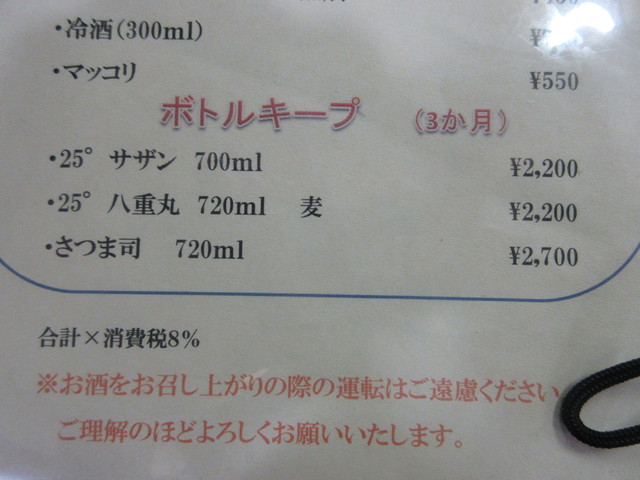 ・冷酒(300ml)
・マッコリ ¥550
ボトルキープ (3か月)
・25° サザン 700ml ¥2,200
・25° 八重丸 720ml 麦 ¥2,200
・さつま司 720ml ¥2,700
合計×消費税8%
※お酒をお召し上がりの際の運転はご遠慮ください
ご理解のほどよろしくお願いいたします。